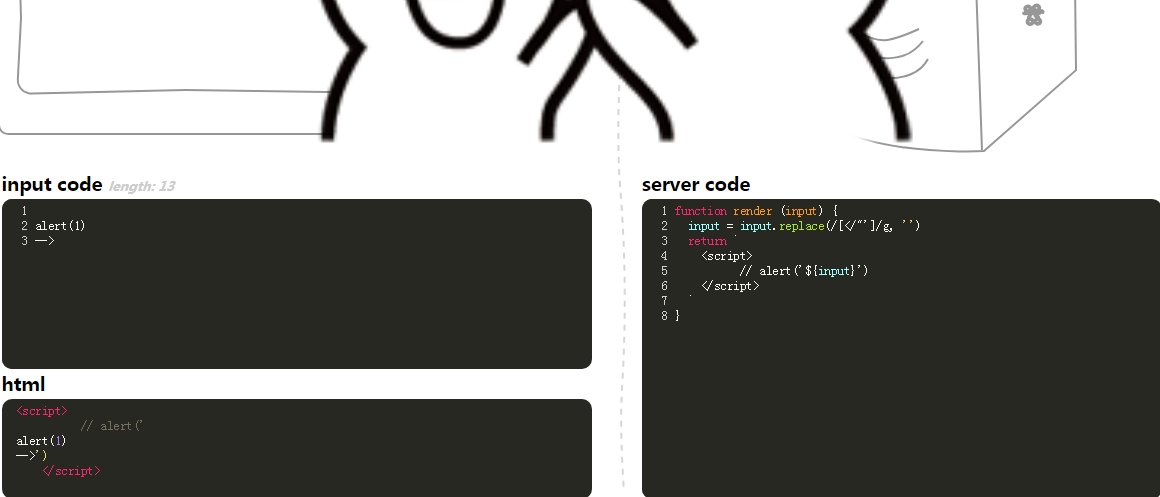 input code length: 13
1
2 alert(1)
3 -->
html
<script>
// alert('
alert(1)
-->')
</script>
server code
1 function render (input) {
2 input = input.replace(/[</"']/g, '')
3 return `
4 <script>
5 // alert('${input}')
6 </script>
7 `
8 }